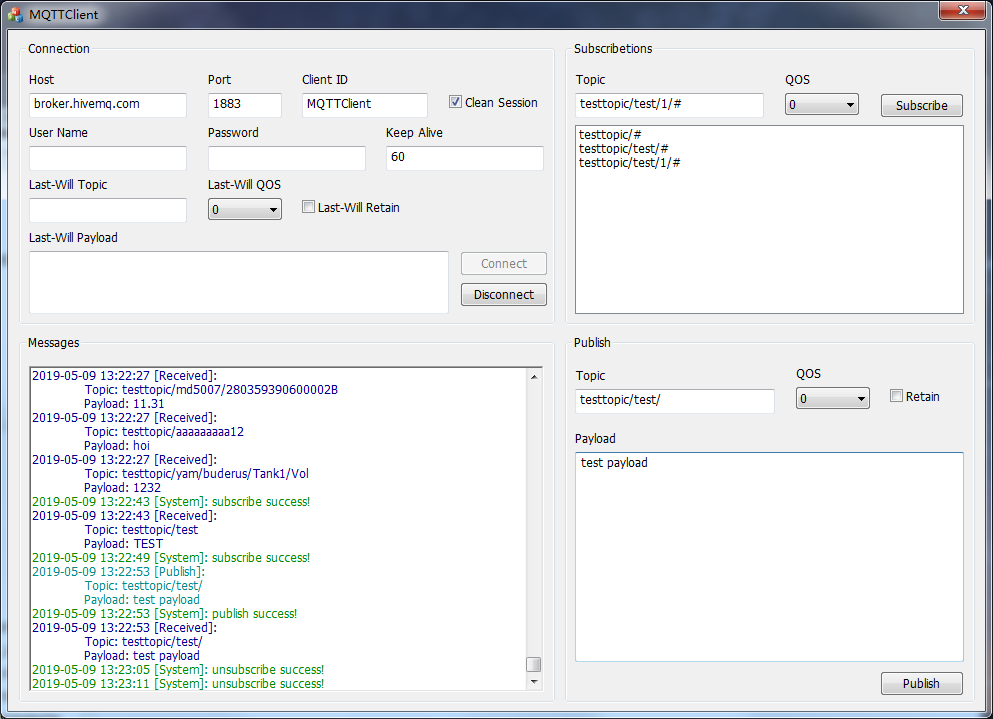 MQTTClient
Connection
Host
Port
Client ID
broker.hivemq.com
1883
MQTTClient
Clean Session
User Name
Password
Keep Alive
60
Last-Will Topic
Last-Will QOS
0
Last-Will Retain
Last-Will Payload
Connect
Disconnect
Subscribetions
Topic
QOS
testtopic/test/1/#
0
Subscribe
testtopic/#
testtopic/test/#
testtopic/test/1/#
Messages
2019-05-09 13:22:27 [Received]:
Topic: testtopic/md5007/280359390600002B
Payload: 11.31
2019-05-09 13:22:27 [Received]:
Topic: testtopic/aaaaaaaaa12
Payload: hoi
2019-05-09 13:22:27 [Received]:
Topic: testtopic/yam/buderus/Tank1/Vol
Payload: 1232
2019-05-09 13:22:43 [System]: subscribe success!
2019-05-09 13:22:43 [Received]:
Topic: testtopic/test
Payload: TEST
2019-05-09 13:22:49 [System]: subscribe success!
2019-05-09 13:22:53 [Publish]:
Topic: testtopic/test/
Payload: test payload
2019-05-09 13:22:53 [System]: publish success!
2019-05-09 13:22:53 [Received]:
Topic: testtopic/test/
Payload: test payload
2019-05-09 13:23:05 [System]: unsubscribe success!
2019-05-09 13:23:11 [System]: unsubscribe success!
Publish
Topic
QOS
testtopic/test/
0
Retain
Payload
test payload
Publish